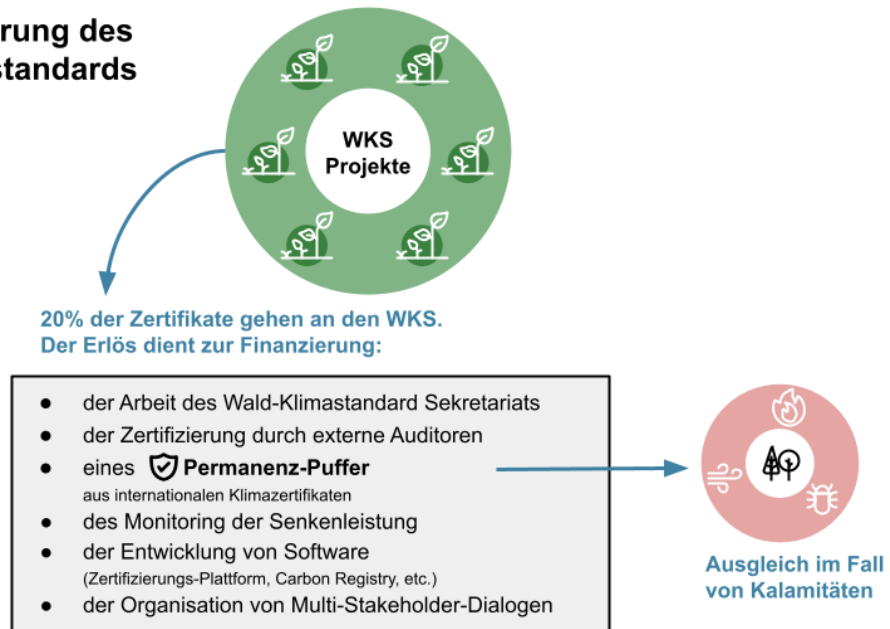 rung des
standards
WKS
Projekte
20% der Zertifikate gehen an den WKS.
Der Erlös dient zur Finanzierung:
● der Arbeit des Wald-Klimastandard Sekretariats
● der Zertifizierung durch externe Auditoren
● eines Permanenz-Puffer
aus internationalen Klimazertifikaten
● des Monitoring der Senkenleistung
● der Entwicklung von Software
(Zertifizierungs-Plattform, Carbon Registry, etc.)
● der Organisation von Multi-Stakeholder-Dialogen
Ausgleich im Fall
von Kalamitäten